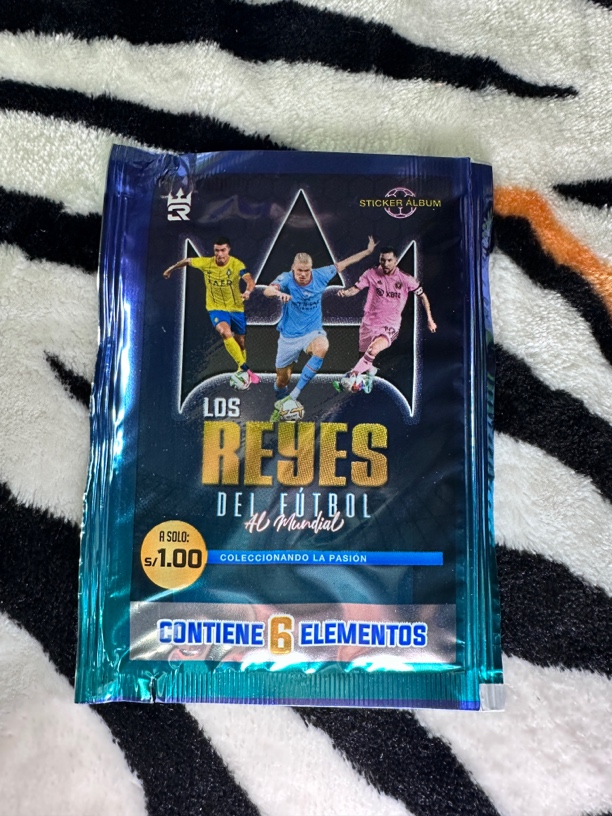 STICKER ALBUM
LOS
REYES
DEL FÚTBOL
Al Mundial
A SOLO:
S/1.00
COLECCIONANDO LA PASIÓN
CONTIENE 6 ELEMENTOS